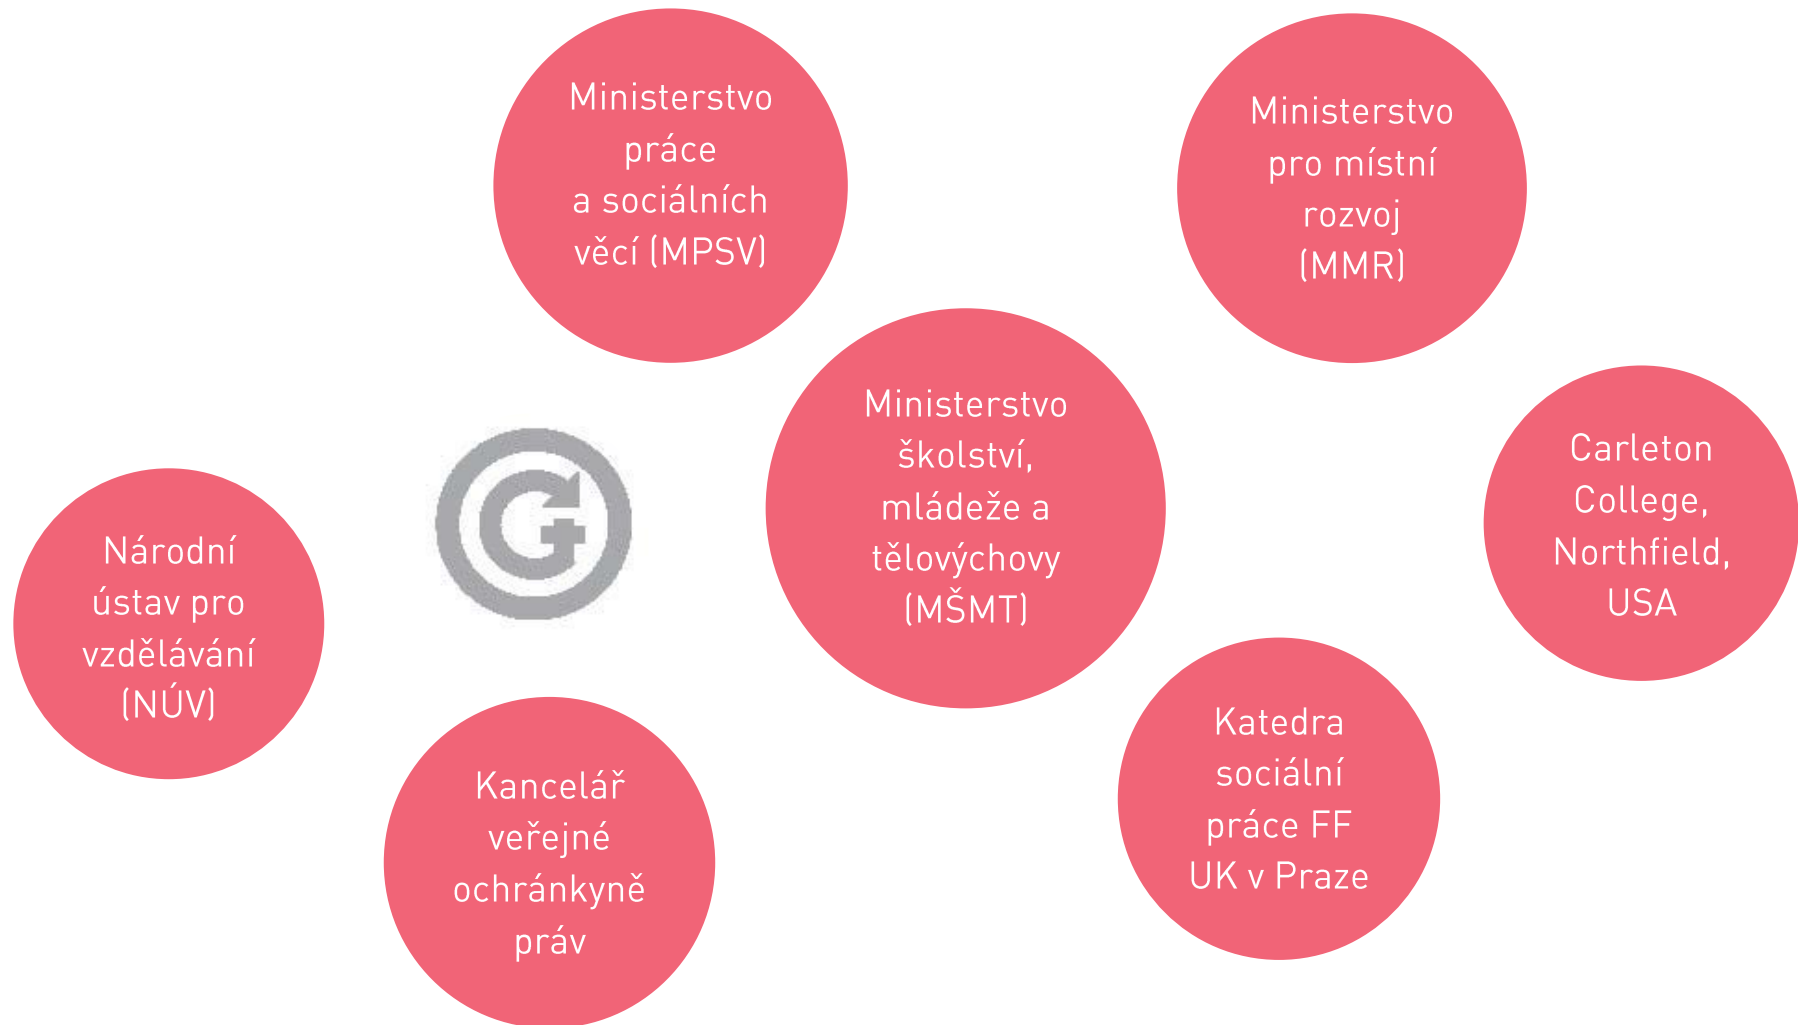 Ministerstvo
práce
a sociálních
věcí (MPSV)
Ministerstvo
pro místní
rozvoj
(MMR)
Ministerstvo
školství,
mládeže a
tělovýchovy
(MŠMT)
Carleton
College,
Northfield,
USA
Národní
ústav pro
vzdělávání
(NÚV)
Kancelář
veřejné
ochránkyně
práv
Katedra
sociální
práce FF
UK v Praze